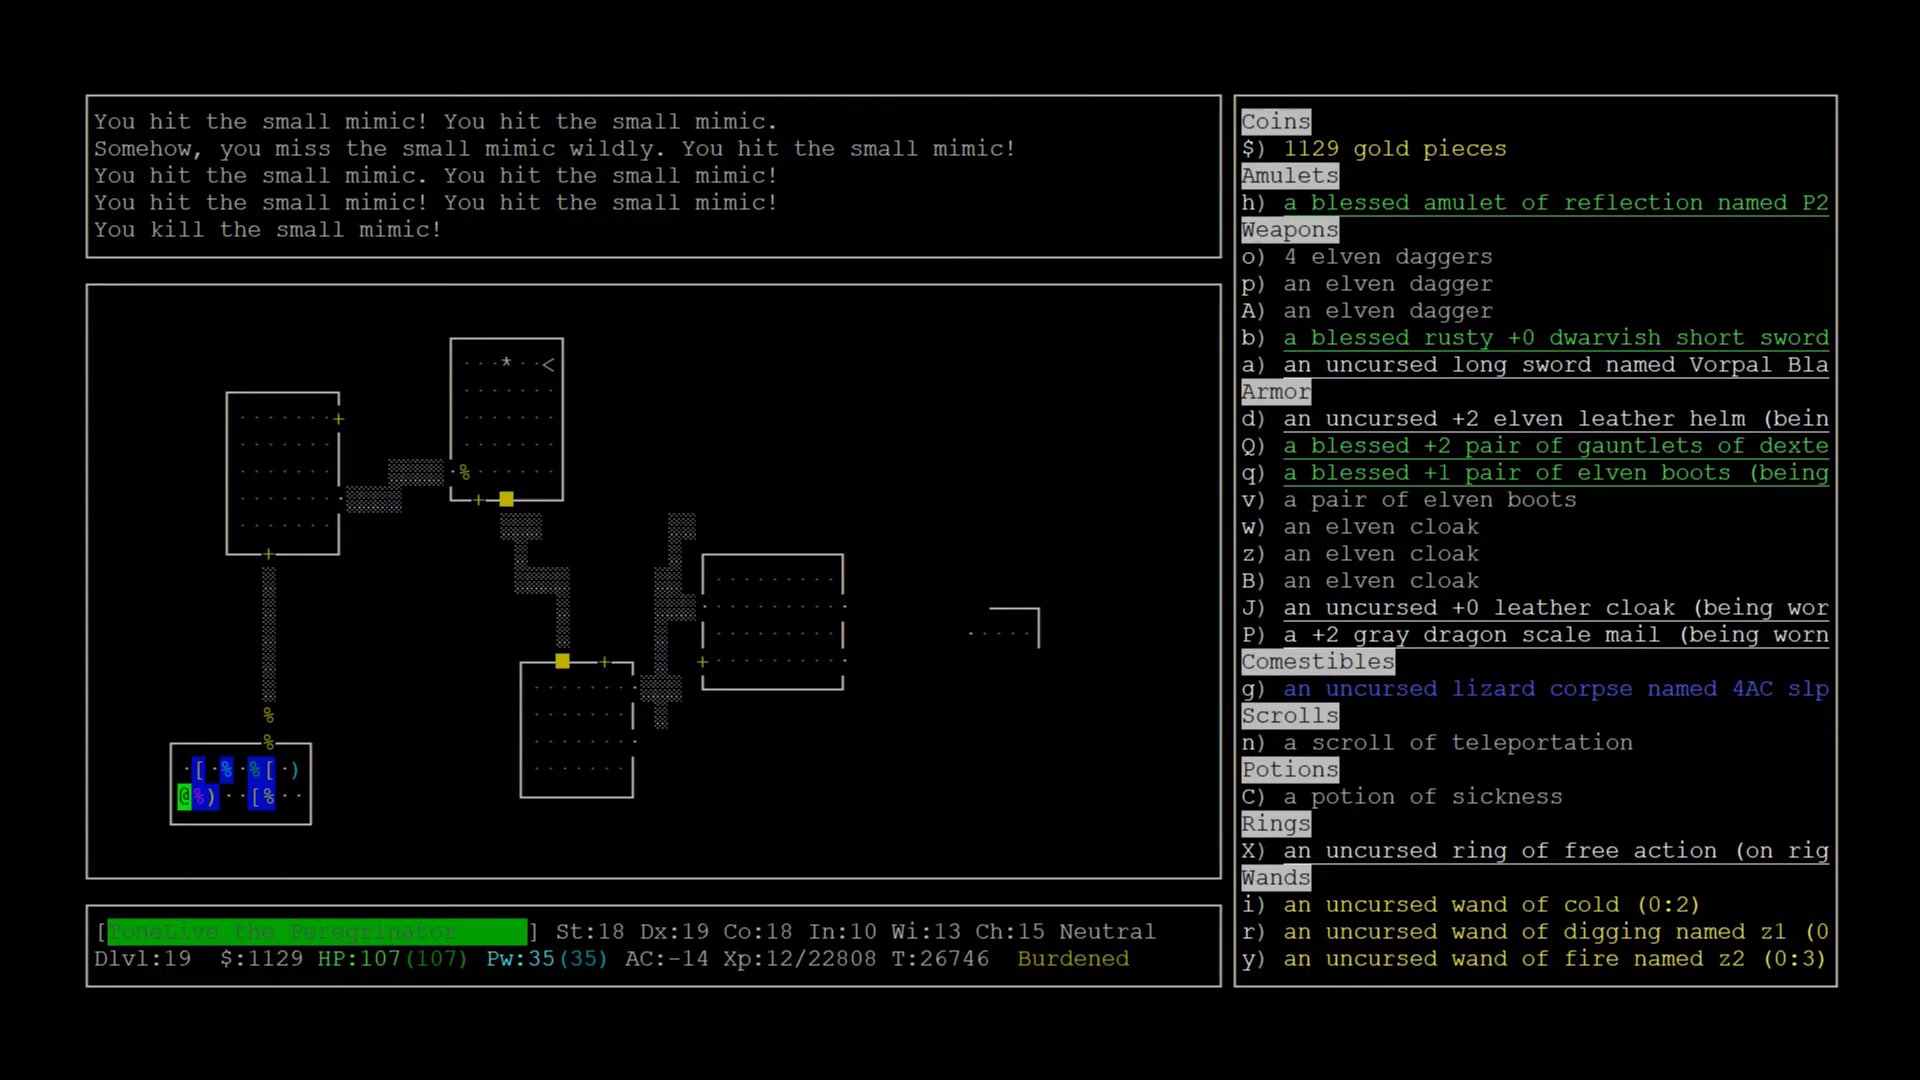 You hit the small mimic! You hit the small mimic.
Somehow, you miss the small mimic wildly. You hit the small mimic!
You hit the small mimic. You hit the small mimic!
You hit the small mimic! You hit the small mimic!
You kill the small mimic!
[ToneLive the Peregrinator ] St:18 Dx:19 Co:18 In:10 Wi:13 Ch:15 Neutral
Dlvl:19 $:1129 HP:107(107) Pw:35(35) AC:-14 Xp:12/22808 T:26746 Burdened
Coins
$) 1129 gold pieces
Amulets
h) a blessed amulet of reflection named P2
Weapons
o) 4 elven daggers
p) an elven dagger
A) an elven dagger
b) a blessed rusty +0 dwarvish short sword
a) an uncursed long sword named Vorpal Bla
Armor
d) an uncursed +2 elven leather helm (bein
Q) a blessed +2 pair of gauntlets of dexte
q) a blessed +1 pair of elven boots (being
v) a pair of elven boots
w) an elven cloak
z) an elven cloak
B) an elven cloak
J) an uncursed +0 leather cloak (being wor
P) a +2 gray dragon scale mail (being worn
Comestibles
g) an uncursed lizard corpse named 4AC slp
Scrolls
n) a scroll of teleportation
Potions
C) a potion of sickness
Rings
X) an uncursed ring of free action (on rig
Wands
i) an uncursed wand of cold (0:2)
r) an uncursed wand of digging named z1 (0
y) an uncursed wand of fire named z2 (0:3)